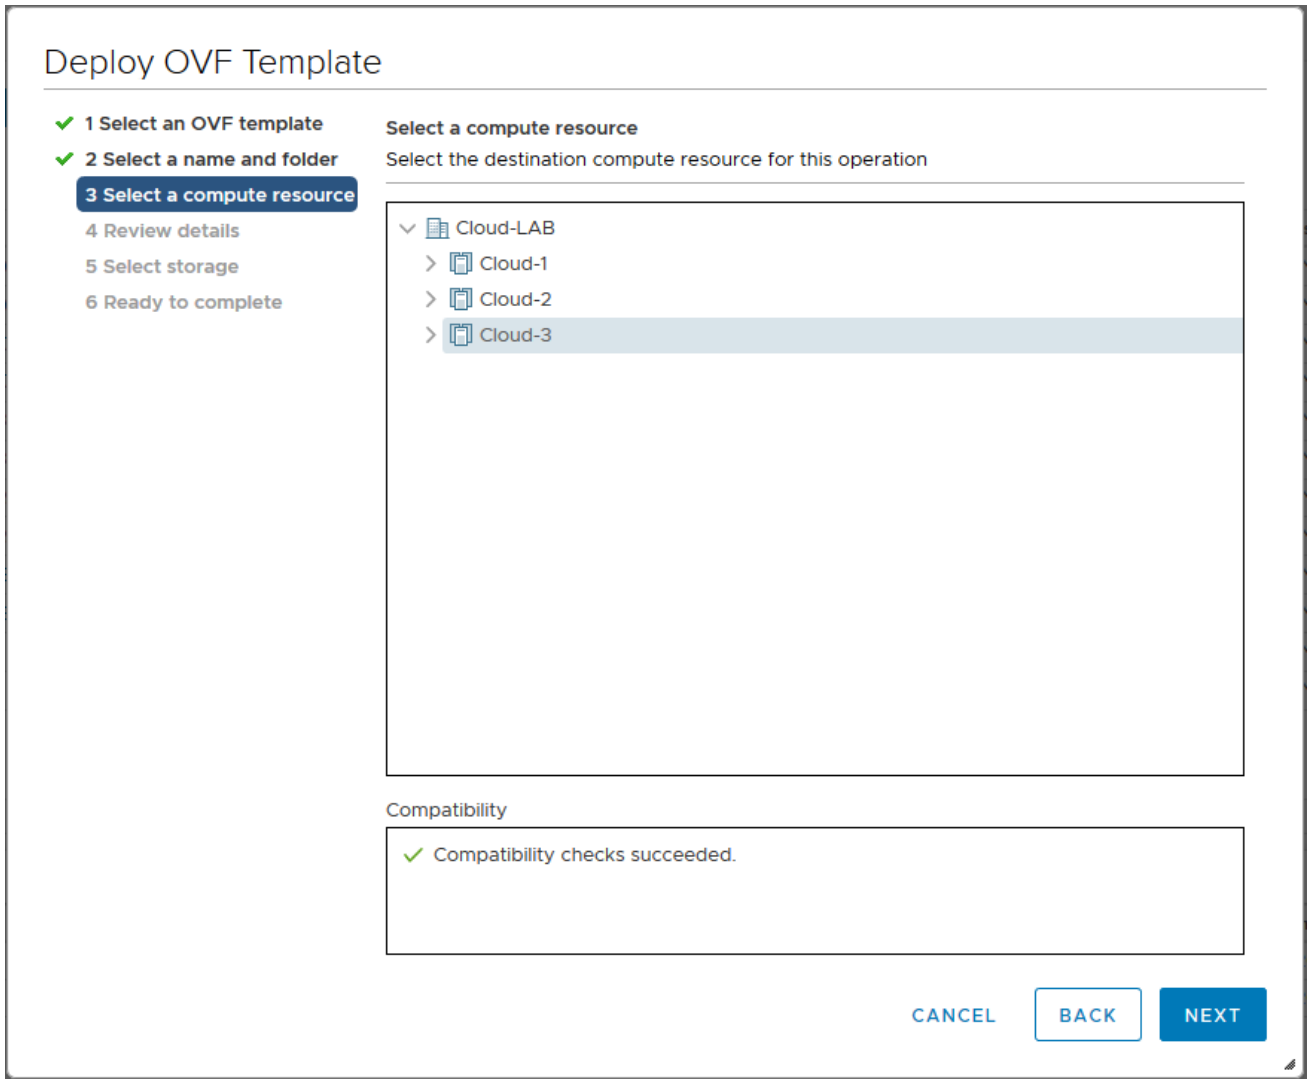 Deploy OVF Template
1 Select an OVF template
2 Select a name and folder
3 Select a compute resource
4 Review details
5 Select storage
6 Ready to complete
Select a compute resource
Select the destination compute resource for this operation
Cloud-LAB
Cloud-1
Cloud-2
Cloud-3
Compatibility
Compatibility checks succeeded.
CANCEL
BACK
NEXT